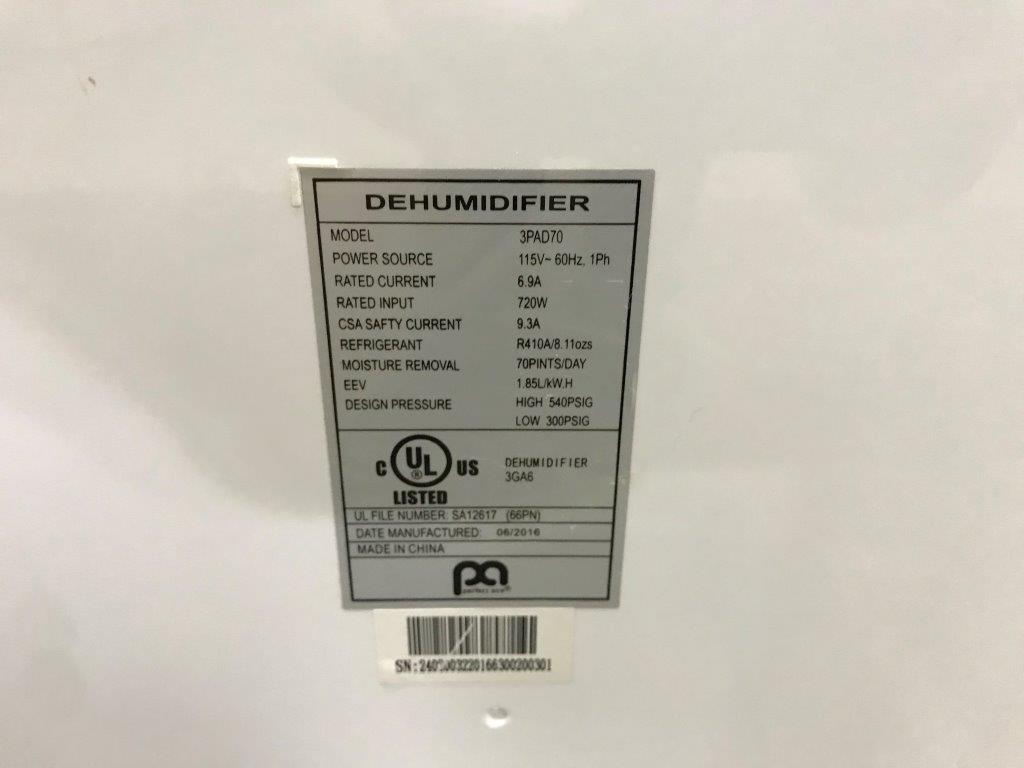 DEHUMIDIFIER
MODEL 3PAD70
POWER SOURCE 115V~ 60Hz, 1Ph
RATED CURRENT 6.9A
RATED INPUT 720W
CSA SAFTY CURRENT 9.3A
REFRIGERANT R410A/8.11ozs
MOISTURE REMOVAL 70PINTS/DAY
EEV 1.85L/kW.H
DESIGN PRESSURE HIGH 540PSIG
LOW 300PSIG
C UL ® US
LISTED
DEHUMIDIFIER
3GA6
UL FILE NUMBER: SA12617 (66PN)
DATE MANUFACTURED: 06/2016
MADE IN CHINA
pa
perfect aire®